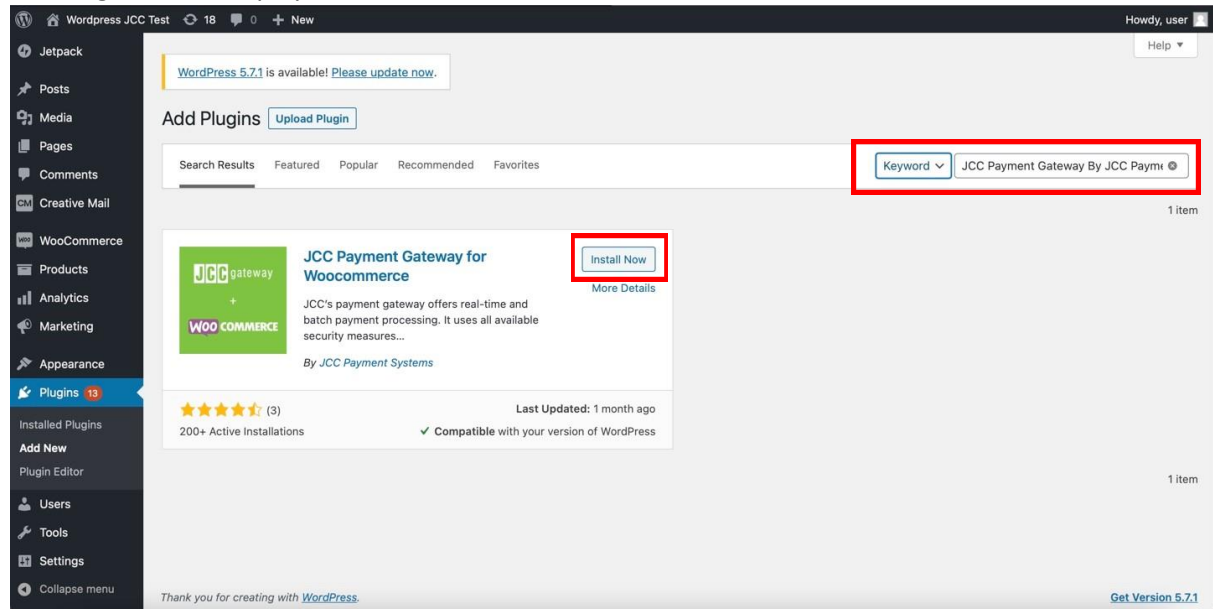 Wordpress JCC Test 18 0 + New Howdy, user
Help ▼
Jetpack
Posts
Media
Pages
Comments
CM Creative Mail
WooCommerce
Products
Analytics
Marketing
Appearance
Plugins 13
Installed Plugins
Add New
Plugin Editor
Users
Tools
Settings
Collapse menu
WordPress 5.7.1 is available! Please update now.
Add Plugins Upload Plugin
Search Results Featured Popular Recommended Favorites
Keyword JCC Payment Gateway By JCC Payme
1 item
JCC gateway
+
WOO COMMERCE
JCC Payment Gateway for
Woocommerce
JCC's payment gateway offers real-time and
batch payment processing. It uses all available
security measures...
By JCC Payment Systems
Install Now
More Details
(3)
200+ Active Installations
Last Updated: 1 month ago
✓ Compatible with your version of WordPress
1 item
Thank you for creating with WordPress.
Get Version 5.7.1